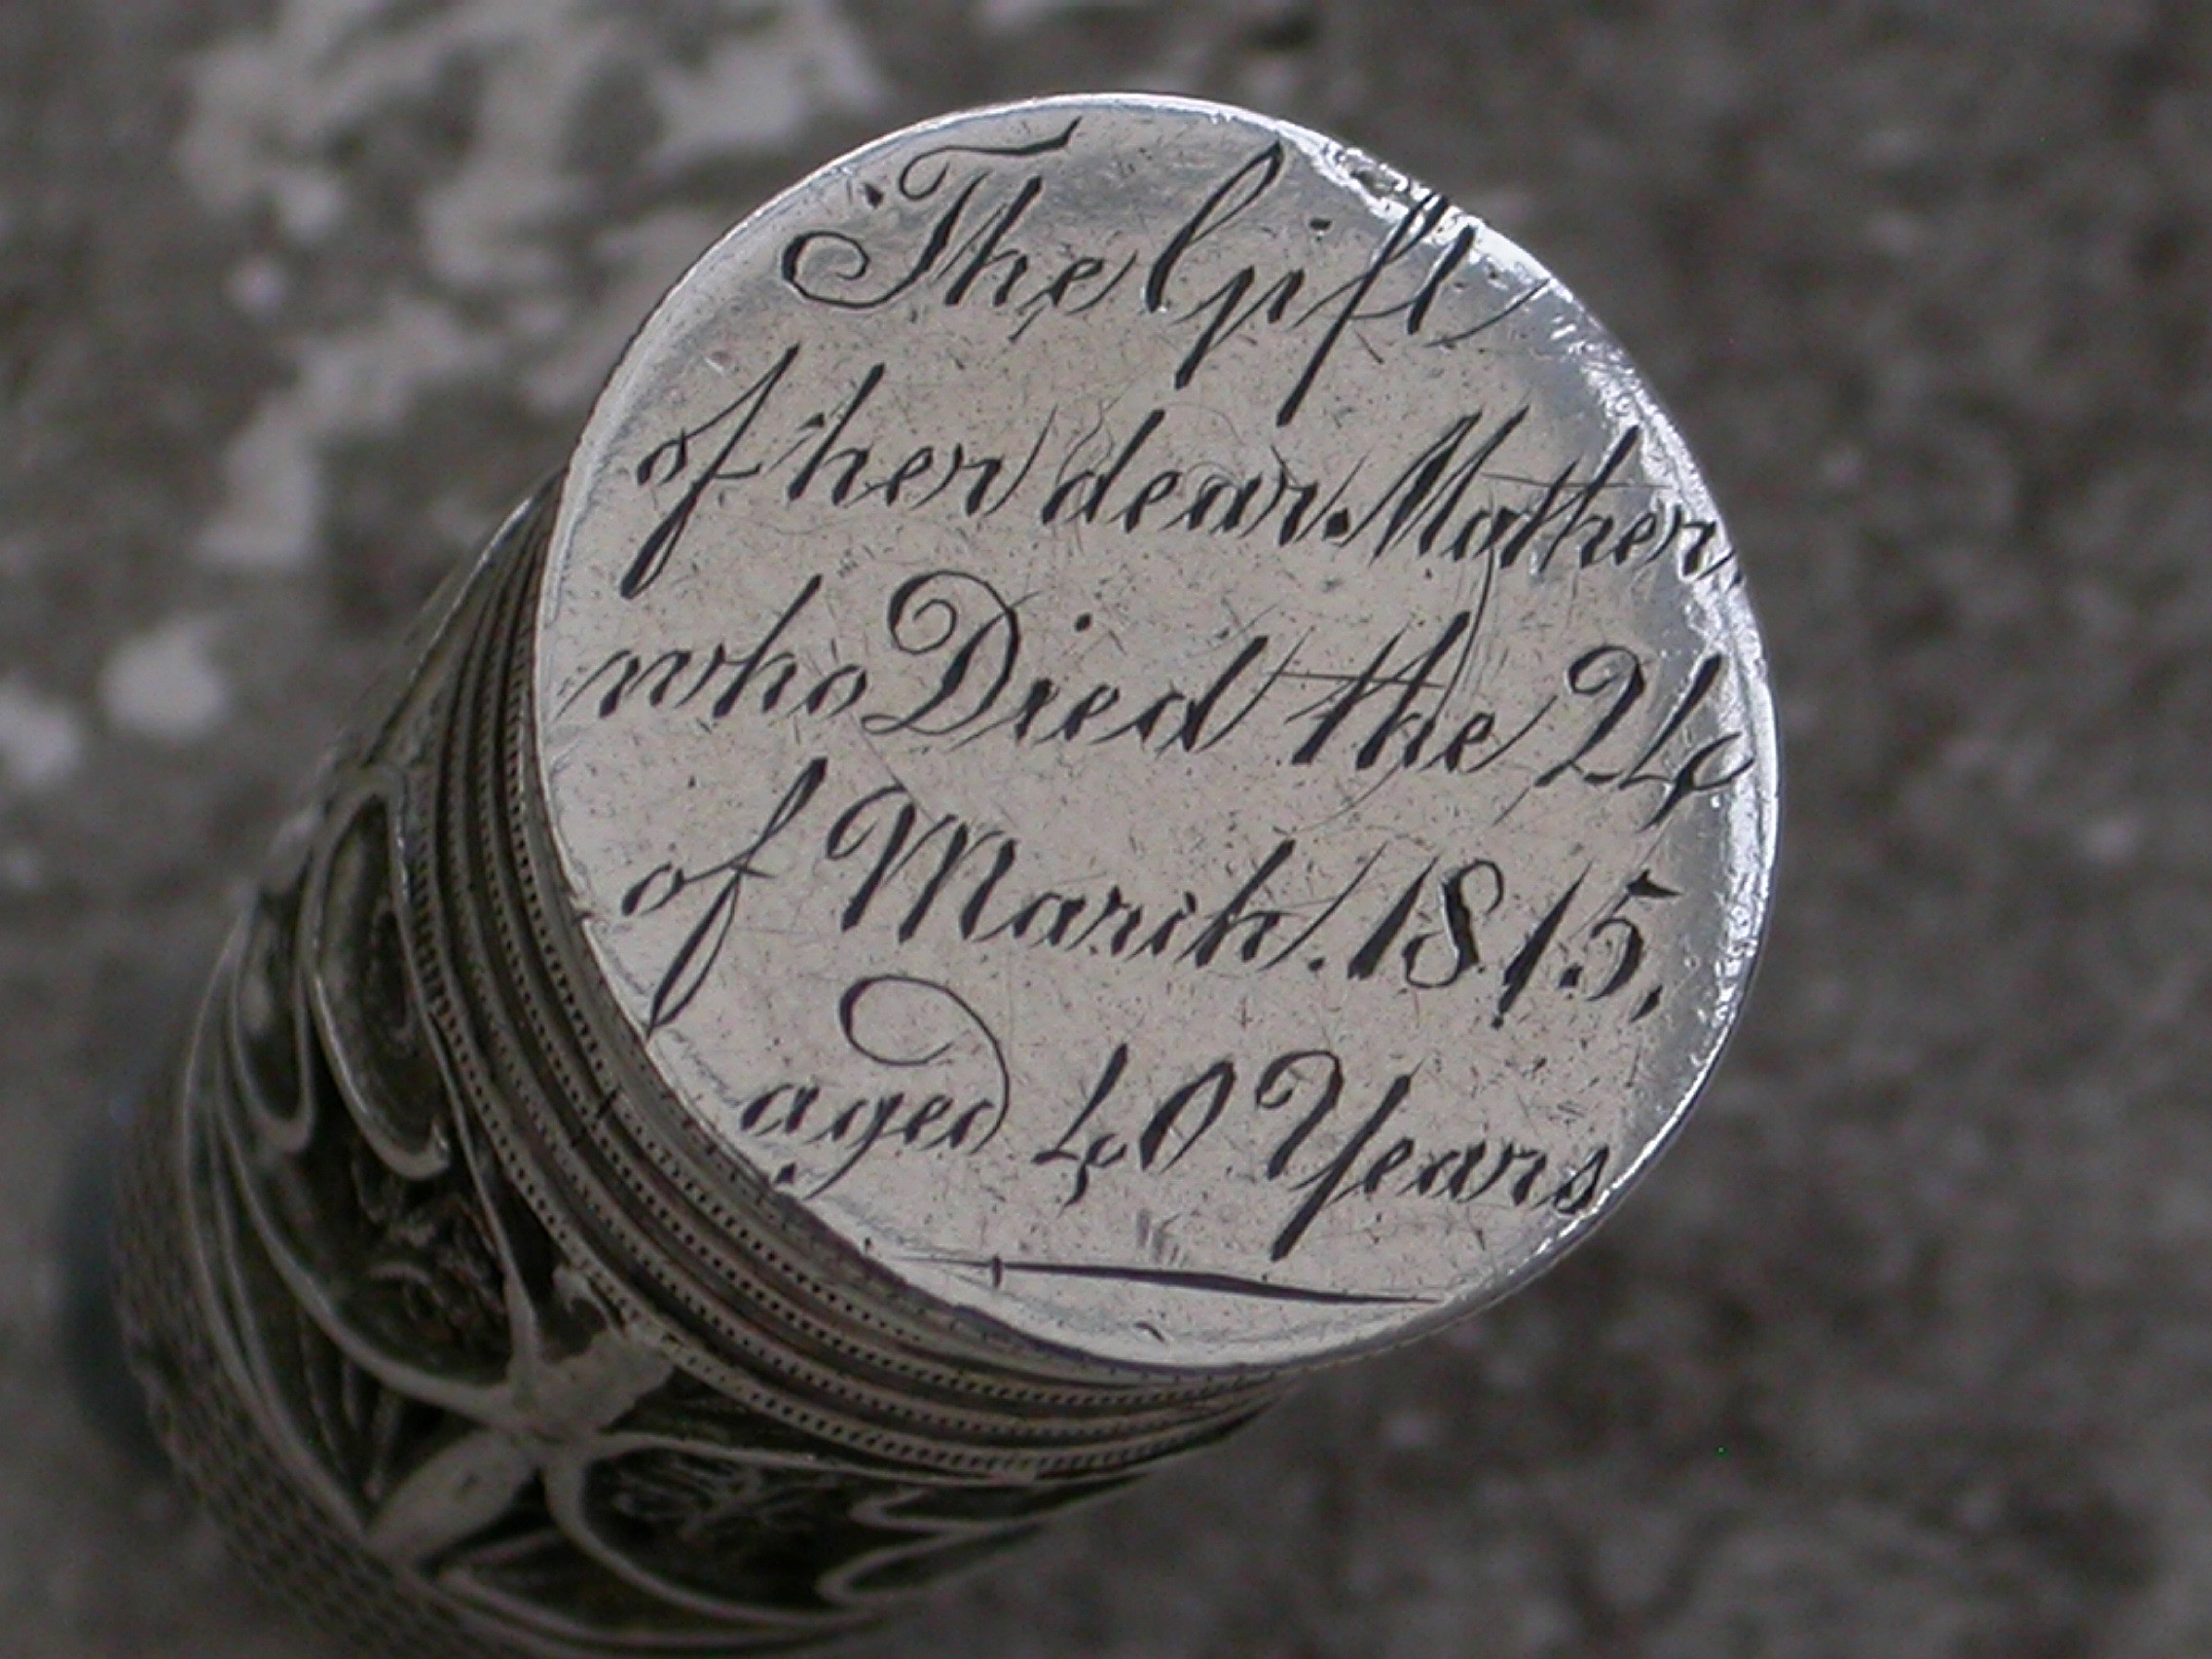 The Gift
of her dear Mother,
who Died the 24
of March. 1815,
aged 40 Years